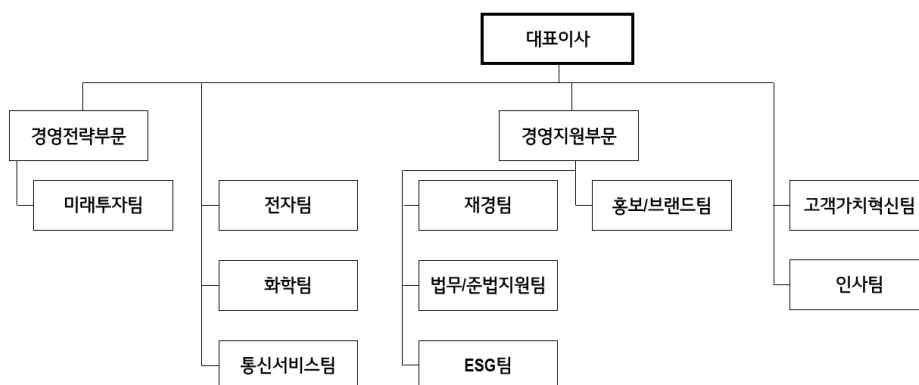 대표이사
경영전략부문
경영지원부문
미래투자팀
전자팀
재경팀
홍보/브랜드팀
고객가치혁신팀
화학팀
법무/준법지원팀
인사팀
통신서비스팀
ESG팀